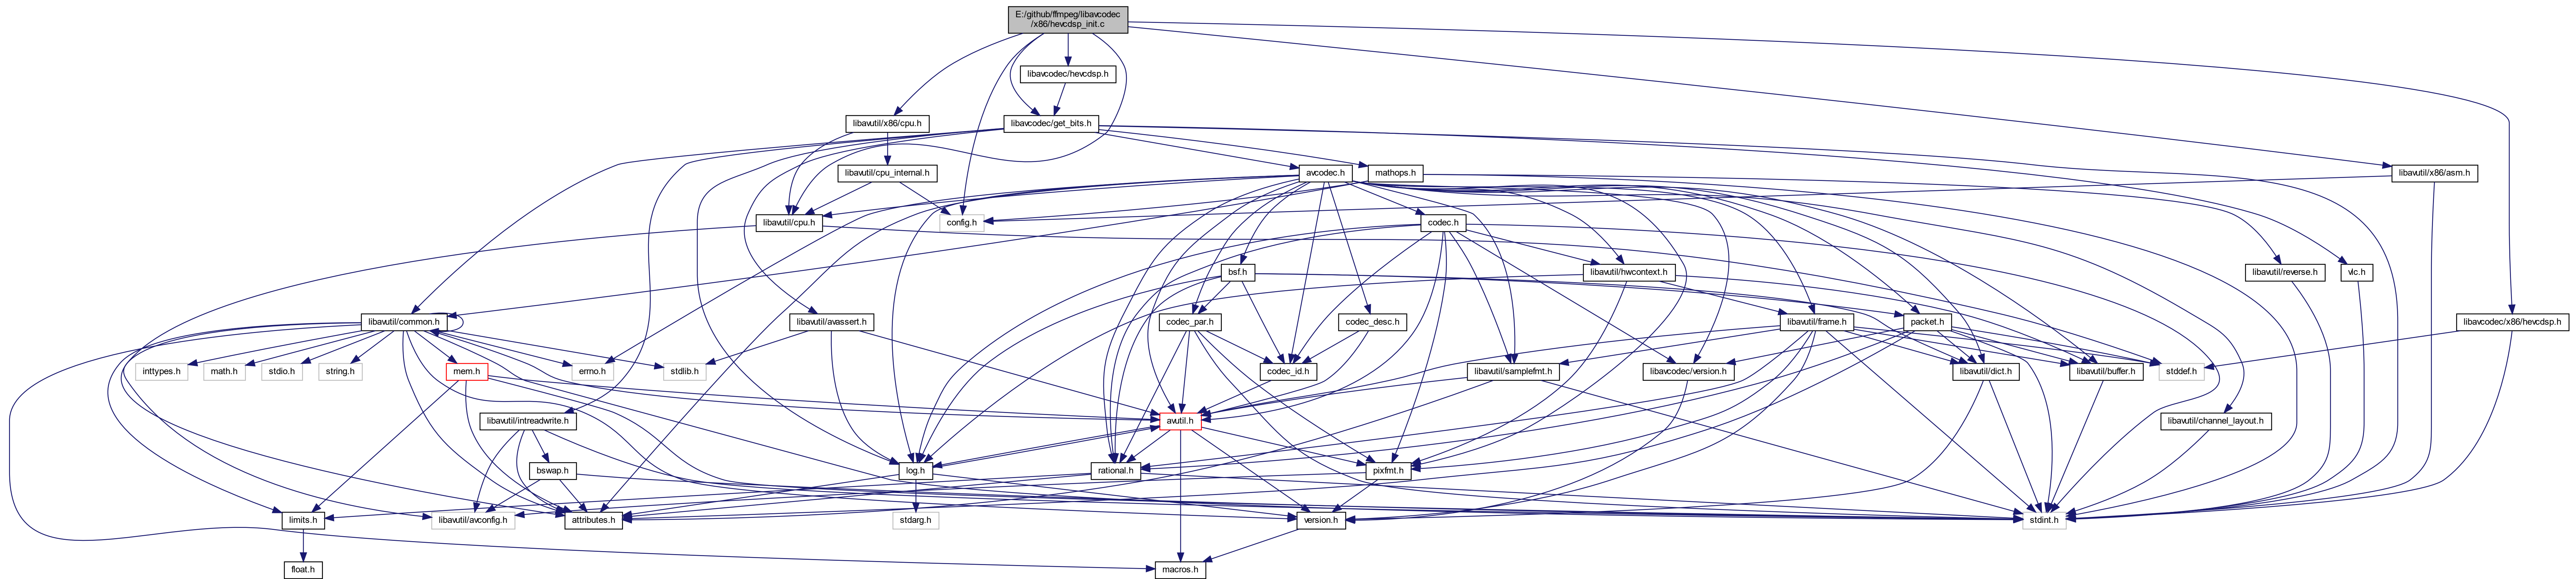 E:/github/ffmpeg/libavcodec
/x86/hevcdsp_init.c
libavcodec/hevcdsp.h
libavutil/x86/cpu.h
libavcodec/get_bits.h
libavutil/cpu_internal.h
avcodec.h
mathops.h
libavutil/x86/asm.h
libavutil/cpu.h
config.h
codec.h
bsf.h
libavutil/hwcontext.h
libavutil/reverse.h
vlc.h
libavutil/common.h
libavutil/avassert.h
codec_par.h
codec_desc.h
libavutil/frame.h
packet.h
libavcodec/x86/hevcdsp.h
inttypes.h
math.h
stdio.h
string.h
mem.h
errno.h
stdlib.h
codec_id.h
libavutil/samplefmt.h
libavcodec/version.h
libavutil/dict.h
libavutil/buffer.h
stddef.h
libavutil/intreadwrite.h
avutil.h
libavutil/channel_layout.h
bswap.h
log.h
rational.h
pixfmt.h
limits.h
libavutil/avconfig.h
attributes.h
stdarg.h
version.h
stdint.h
float.h
macros.h